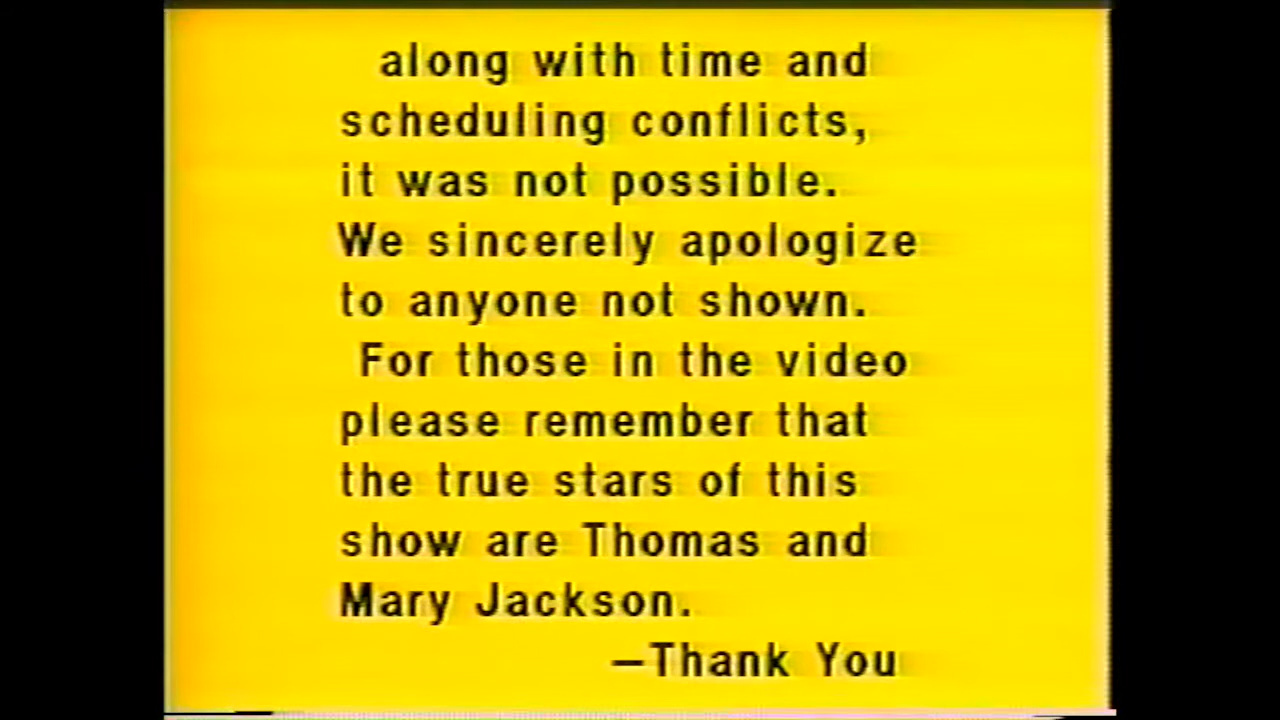 along with time and
scheduling conflicts,
it was not possible.
We sincerely apologize
to anyone not shown.
For those in the video
please remember that
the true stars of this
show are Thomas and
Mary Jackson.
—Thank You